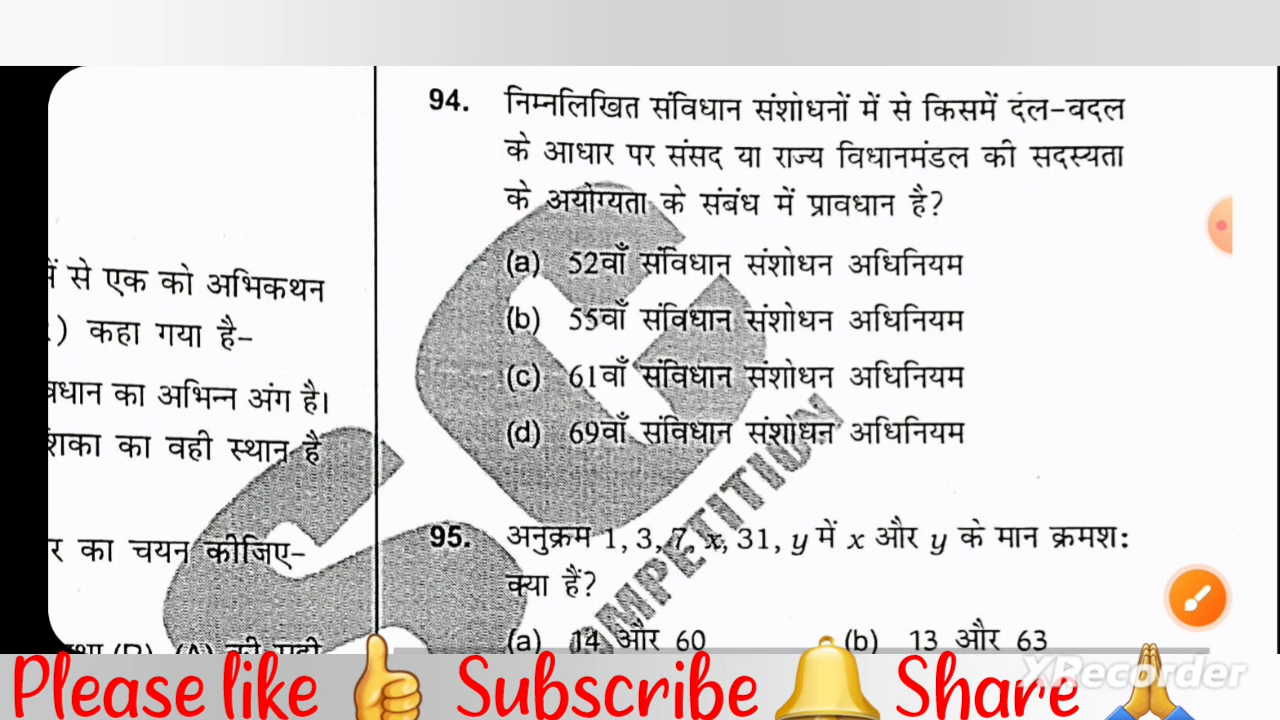 में से एक को अभिकथन
) कहा गया है-
वधान का अभिन्न अंग है।
शका का वही स्थान है
र का चयन कीजिए-
94. निम्नलिखित संविधान संशोधनों में से किसमें दल-बदल
के आधार पर संसद या राज्य विधानमंडल की सदस्यता
के अयोग्यता के संबंध में प्रावधान है?
(a) 52वाँ संविधान संशोधन अधिनियम
(b) 55वाँ संविधान संशोधन अधिनियम
(c) 61वाँ संविधान संशोधन अधिनियम
(d) 69वाँ संविधान संशोधन अधिनियम
95. अनुक्रम 1, 3, 7, x, 31, y में x और y के मान क्रमश:
क्या हैं?
(a) 14 और 60 (b) 13 और 63
COMPETITION
Please like Subscribe Share
XRecorder